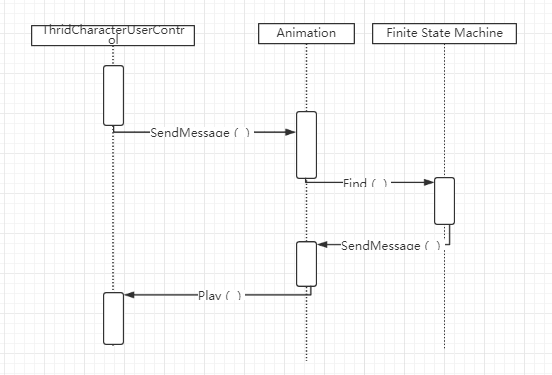 ThridCharacterUserContr
ol
Animation
Finite State Machine
SendMessage ( )
Find ( )
SendMessage ( )
Play ( )